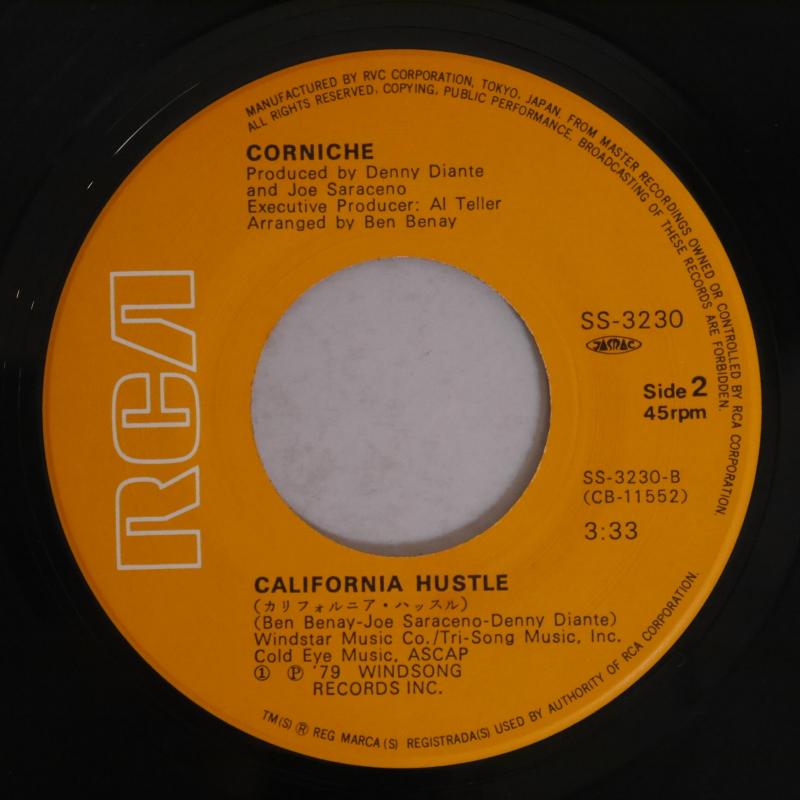 MANUFACTURED BY RVC CORPORATION, TOKYO, JAPAN, FROM MASTER RECORDINGS OWNED OR CONTROLLED BY RCA CORPORATION.
ALL RIGHTS RESERVED, COPYING, PUBLIC PERFORMANCE, BROADCASTING OF THESE RECORDS ARE FORBIDDEN.
CORNICHE
Produced by Denny Diante
and Joe Saraceno
Executive Producer: Al Teller
Arranged by Ben Benay
RCA
SS-3230
JASRAC
Side 2
45rpm
SS-3230-B
(CB-11552)
3:33
CALIFORNIA HUSTLE
(カリフォルニア・ハッスル)
(Ben Benay-Joe Saraceno-Denny Diante)
Windstar Music Co./Tri-Song Music, Inc.
Cold Eye Music, ASCAP
① ℗ '79 WINDSONG
RECORDS INC.
TM(S) ® REG MARCA(S) REGISTRADA(S) USED BY AUTHORITY OF RCA CORPORATION.